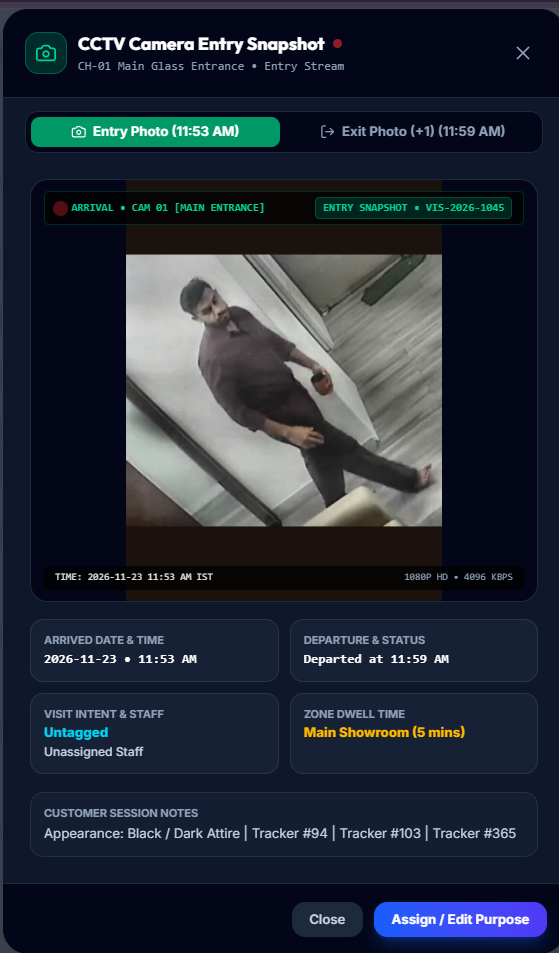 CCTV Camera Entry Snapshot
CH-01 Main Glass Entrance • Entry Stream
Entry Photo (11:53 AM)
Exit Photo (+1) (11:59 AM)
ARRIVAL • CAM 01 [MAIN ENTRANCE]
ENTRY SNAPSHOT • VIS-2026-1045
TIME: 2026-11-23 11:53 AM IST
1080P HD • 4096 KBPS
ARRIVED DATE & TIME
2026-11-23 • 11:53 AM
DEPARTURE & STATUS
Departed at 11:59 AM
VISIT INTENT & STAFF
Untagged
Unassigned Staff
ZONE DWELL TIME
Main Showroom (5 mins)
CUSTOMER SESSION NOTES
Appearance: Black / Dark Attire | Tracker #94 | Tracker #103 | Tracker #365
Close
Assign / Edit Purpose